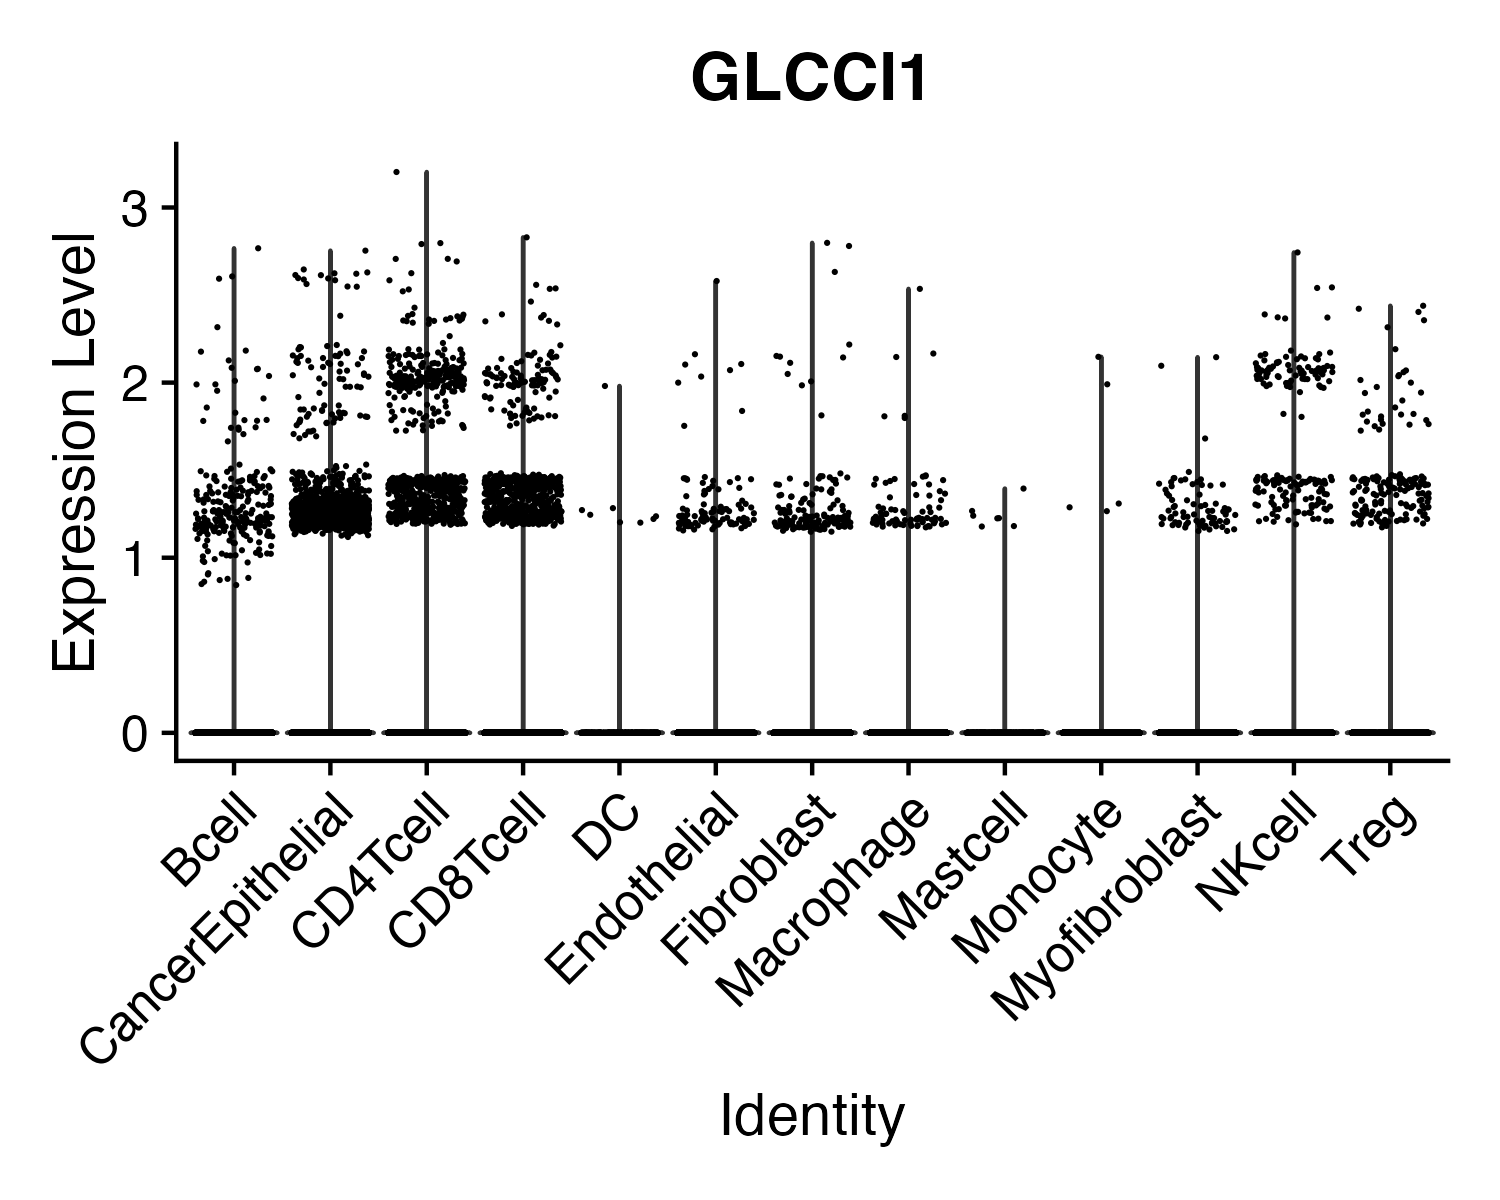 GLCCI1
Expression Level
3
2
1
0
Bcell
CancerEpithelial
CD4Tcell
CD8Tcell
DC
Endothelial
Fibroblast
Macrophage
Mastcell
Monocyte
Myofibroblast
NKcell
Treg
Identity